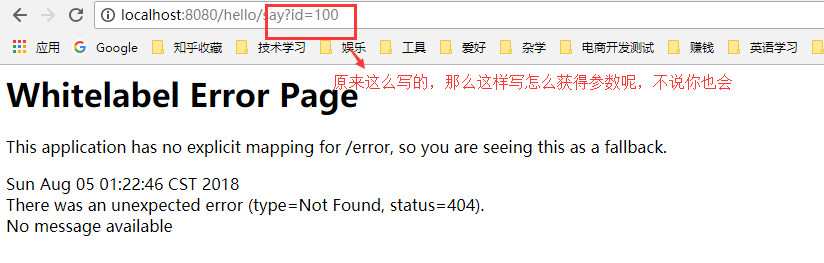 localhost:8080/hello/say?id=100
应用 Google 知乎收藏 技术学习 娱乐 工具 爱好 杂学 电商开发测试 赚钱 英语学习
原来这么写的，那么这样写怎么获得参数呢，不说你也会
Whitelabel Error Page
This application has no explicit mapping for /error, so you are seeing this as a fallback.
Sun Aug 05 01:22:46 CST 2018
There was an unexpected error (type=Not Found, status=404).
No message available